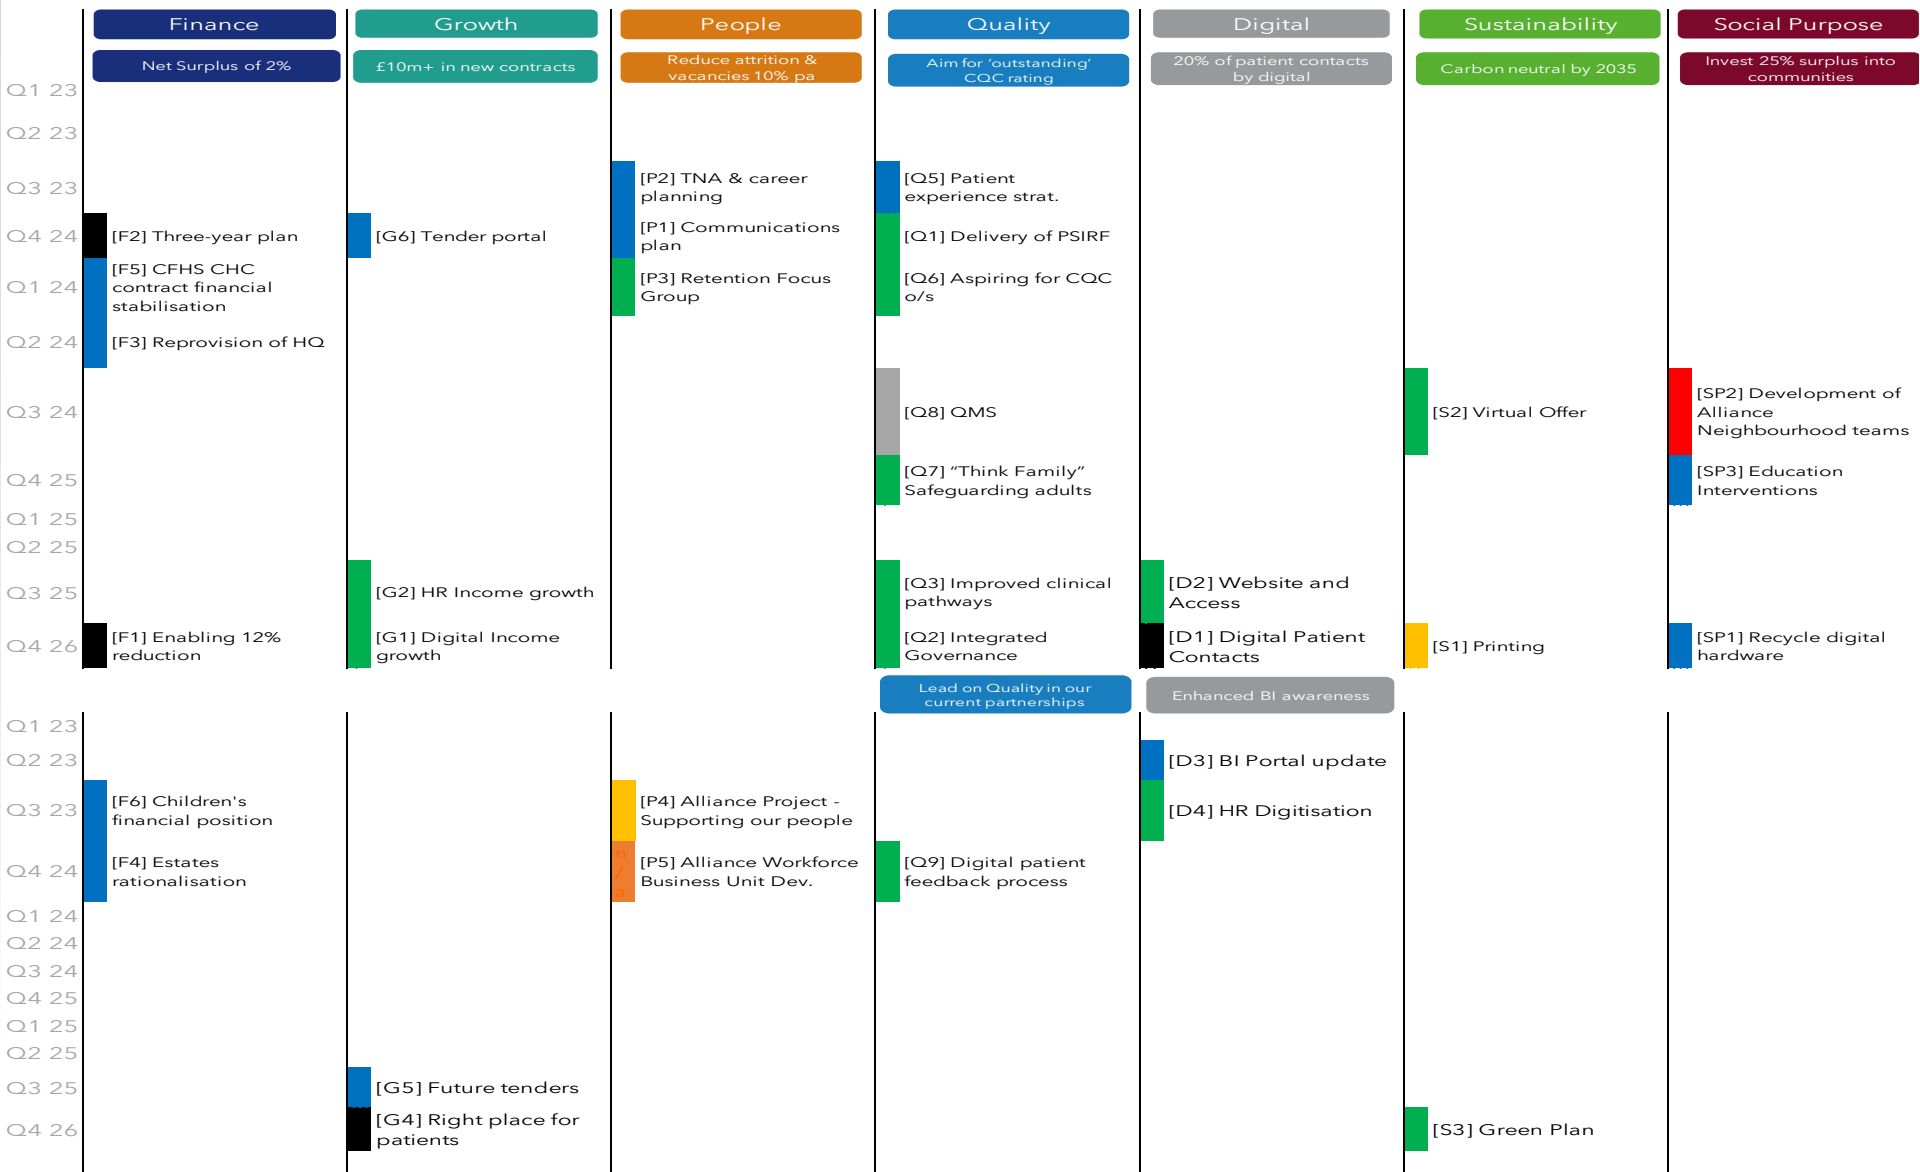 Finance
Growth
People
Quality
Digital
Sustainability
Social Purpose
Net Surplus of 2%
£10m+ in new contracts
Reduce attrition &
vacancies 10% pa
Aim for ‘outstanding’
CQC rating
20% of patient contacts
by digital
Carbon neutral by 2035
Invest 25% surplus into
communities
Q1 23
Q2 23
Q3 23
[P2] TNA & career
planning
[Q5] Patient
experience strat.
Q4 24
[F2] Three-year plan
[G6] Tender portal
[P1] Communications
plan
[Q1] Delivery of PSIRF
Q1 24
[F5] CFHS CHC
contract financial
stabilisation
[P3] Retention Focus
Group
[Q6] Aspiring for CQC
o/s
Q2 24
[F3] Reprovision of HQ
Q3 24
[Q8] QMS
[S2] Virtual Offer
[SP2] Development of
Alliance
Neighbourhood teams
Q4 25
[Q7] “Think Family”
Safeguarding adults
[SP3] Education
Interventions
Q1 25
Q2 25
Q3 25
[G2] HR Income growth
[Q3] Improved clinical
pathways
[D2] Website and
Access
Q4 26
[F1] Enabling 12%
reduction
[G1] Digital Income
growth
[Q2] Integrated
Governance
[D1] Digital Patient
Contacts
[S1] Printing
[SP1] Recycle digital
hardware
Lead on Quality in our
current partnerships
Enhanced BI awareness
Q1 23
Q2 23
[D3] BI Portal update
Q3 23
[F6] Children's
financial position
[P4] Alliance Project -
Supporting our people
[D4] HR Digitisation
Q4 24
[F4] Estates
rationalisation
n
/
a
[P5] Alliance Workforce
Business Unit Dev.
[Q9] Digital patient
feedback process
Q1 24
Q2 24
Q3 24
Q4 25
Q1 25
Q2 25
Q3 25
[G5] Future tenders
Q4 26
[G4] Right place for
patients
[S3] Green Plan